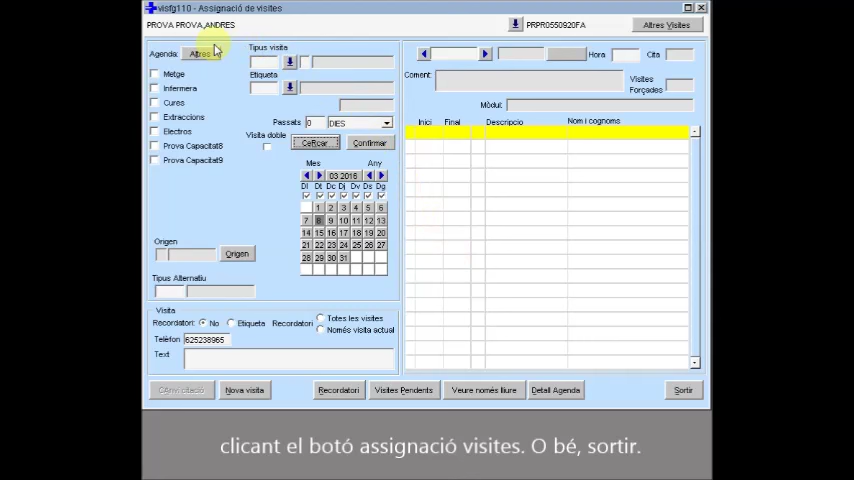 visfg110 - Assignació de visites
PROVA PROVA,ANDRES
PRPR0550920FA
Altres Visites
Agenda:
Altres
Tipus visita
Etiqueta
Metge
Infermera
Cures
Extraccions
Electros
Prova Capacitat8
Prova Capacitat9
Passats 0 DIES
Visita doble
CeRcar
Confirmar
Mes Any
03 2016
Dl Dt Dc Dj Dv Ds Dg
1 2 3 4 5 6
7 8 9 10 11 12 13
14 15 16 17 18 19 20
21 22 23 24 25 26 27
28 29 30 31
Origen
Origen
Tipus Alternatiu
Visita
Recordatori: No Etiqueta Recordatori
Totes les visites
Només visita actual
Telèfon 625238965
Text
Hora
Cita
Coment:
Visites
Forçades
Mòdul:
Inici Final Descripcio Nom i cognoms
CAnvi citació
Nova visita
Recordatori
Visites Pendents
Veure només lliure
Detall Agenda
Sortir
clicant el botó assignació visites. O bé, sortir.